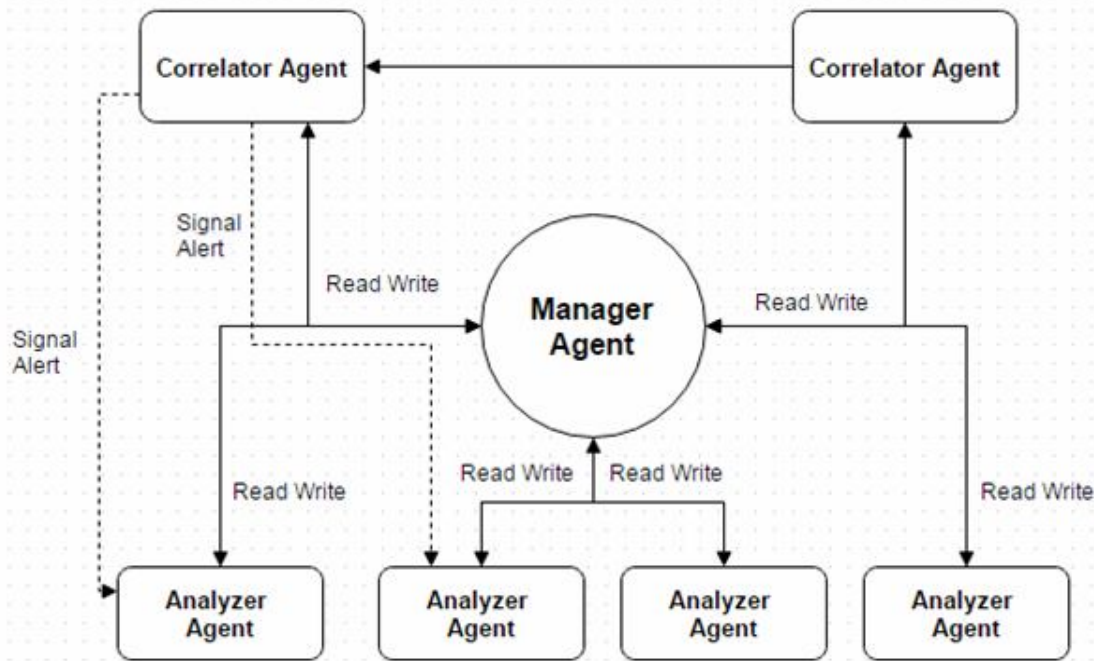 Correlator Agent
Correlator Agent
Signal
Alert
Read Write
Read Write
Manager
Agent
Signal
Alert
Read Write
Read Write
Read Write
Read Write
Analyzer
Agent
Analyzer
Agent
Analyzer
Agent
Analyzer
Agent